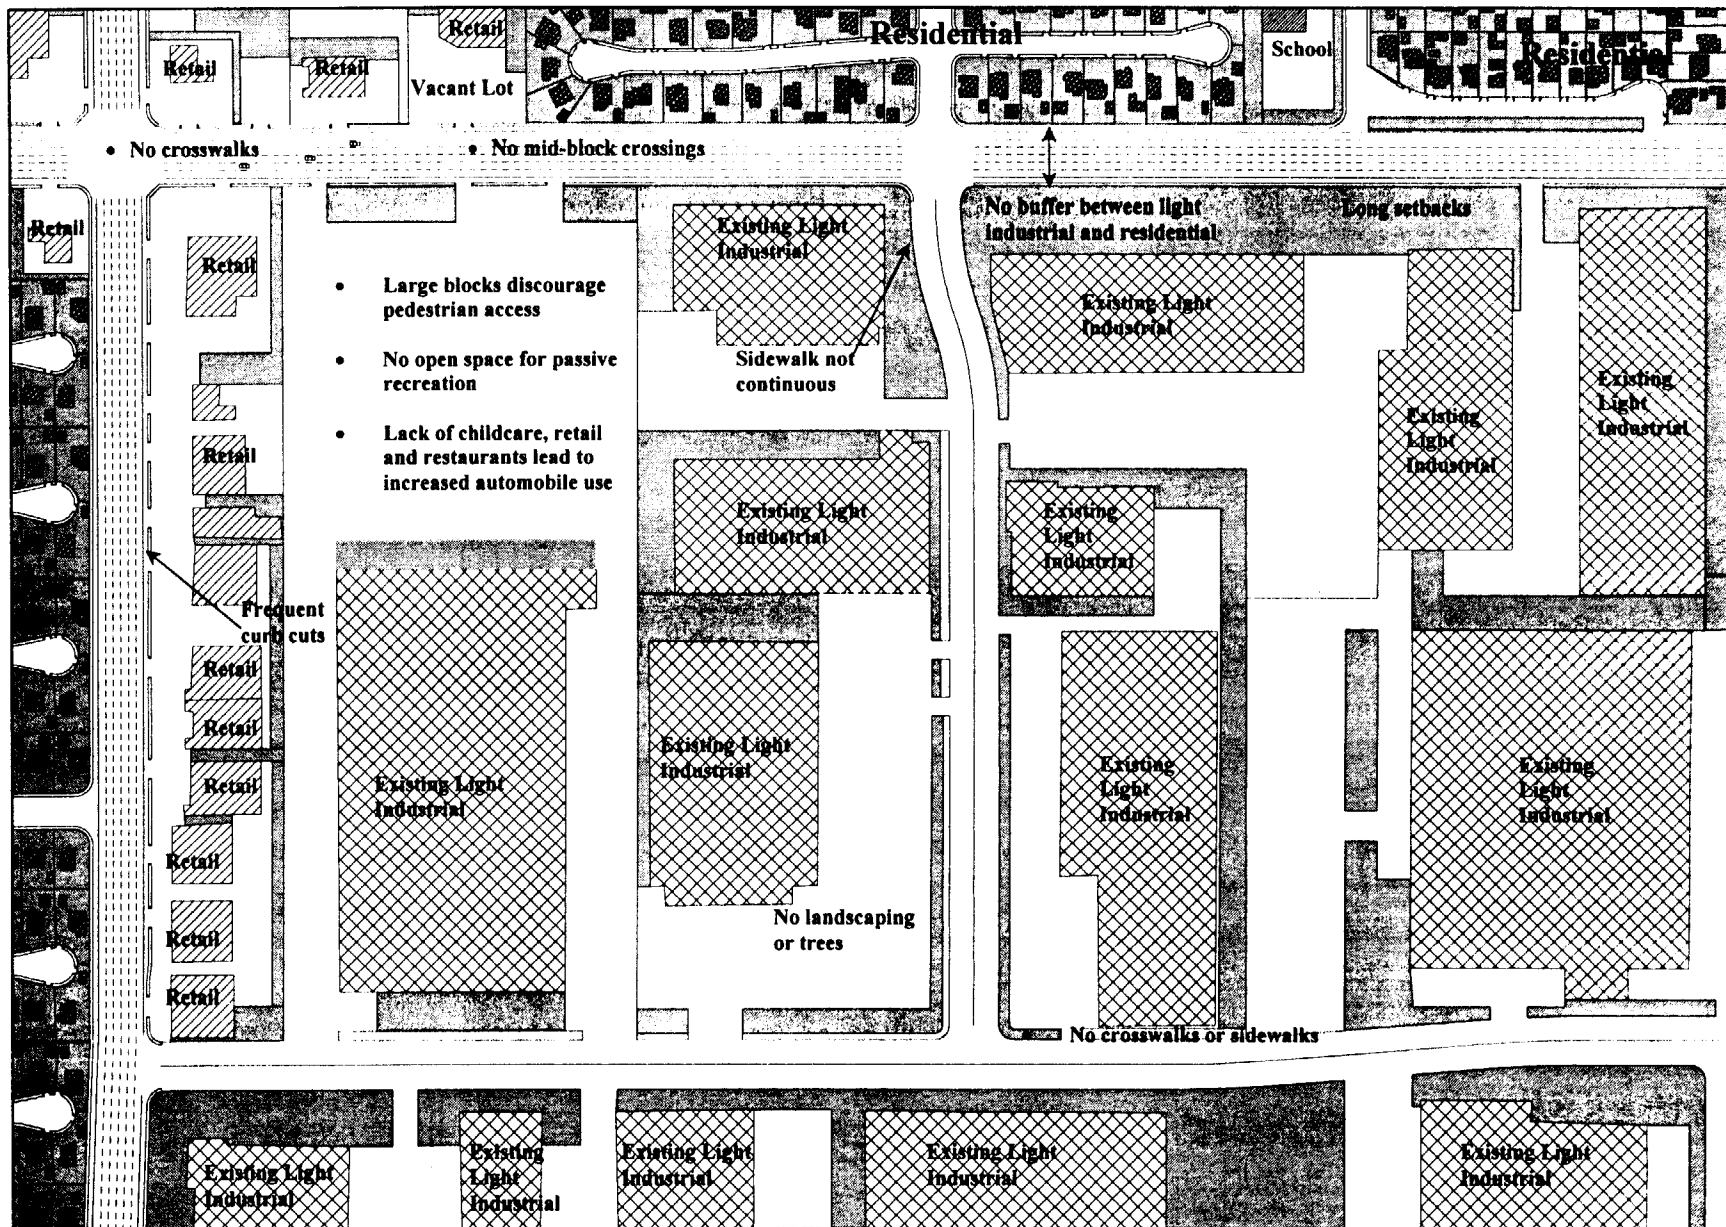 Retail
Residential
Residential
School
Retail
Retail
Vacant Lot
• No crosswalks
• No mid-block crossings
No buffer between light
industrial and residential
Long setbacks
Retail
Existing Light
Industrial
Retail
• Large blocks discourage
pedestrian access
• No open space for passive
recreation
• Lack of childcare, retail
and restaurants lead to
increased automobile use
Sidewalk not
continuous
Existing Light
Industrial
Existing
Light
Industrial
Existing
Light
Industrial
Retail
Existing Light
Industrial
Existing
Light
Industrial
Frequent
curb cuts
Retail
Retail
Retail
Existing Light
Industrial
Existing Light
Industrial
Existing
Light
Industrial
Existing
Light
Industrial
Retail
Retail
Retail
No landscaping
or trees
No crosswalks or sidewalks
Existing Light
Industrial
Existing
Light
Industrial
Existing Light
Industrial
Existing Light
Industrial
Existing Light
Industrial